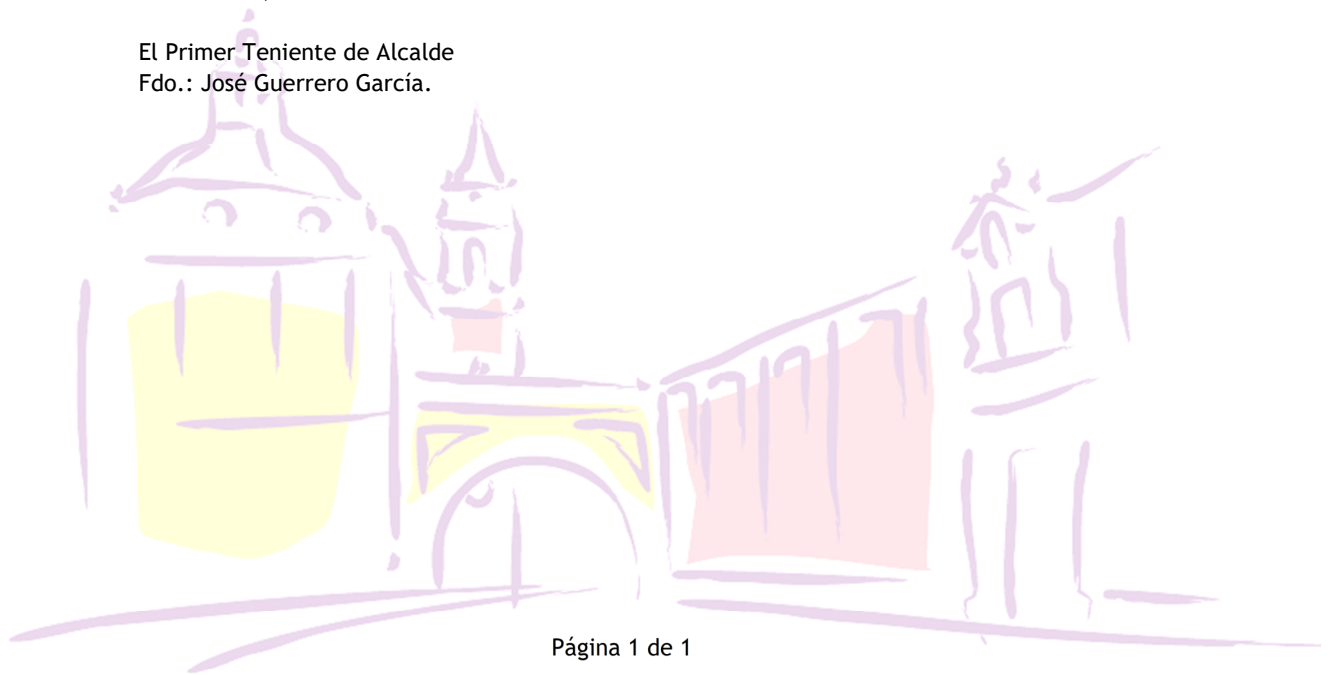 El Primer Teniente de Alcalde
Fdo.: José Guerrero García.
Página 1 de 1